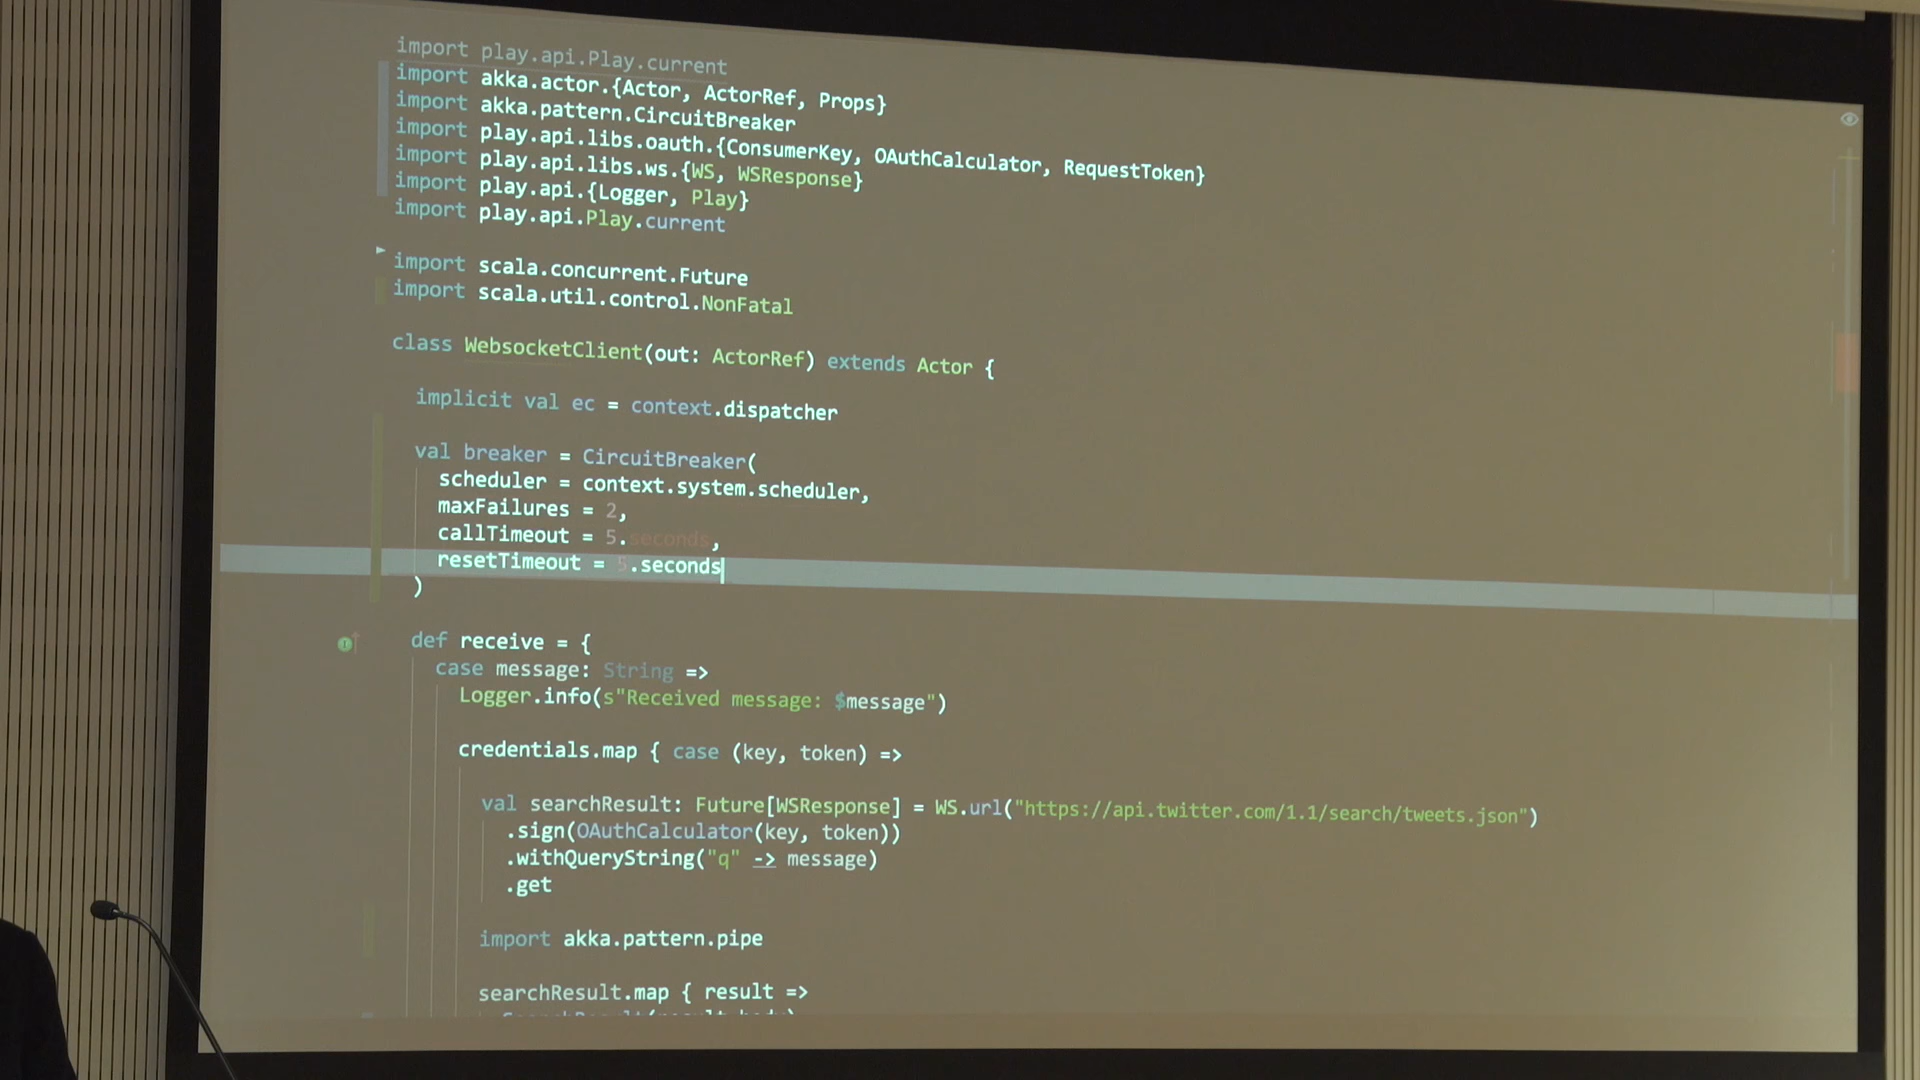 import play.api.Play.current
import akka.actor.{Actor, ActorRef, Props}
import akka.pattern.CircuitBreaker
import play.api.libs.oauth.{ConsumerKey, OAuthCalculator, RequestToken}
import play.api.libs.ws.{WS, WSResponse}
import play.api.{Logger, Play}
import play.api.Play.current
import scala.concurrent.Future
import scala.util.control.NonFatal
class WebsocketClient(out: ActorRef) extends Actor {
implicit val ec = context.dispatcher
val breaker = CircuitBreaker(
scheduler = context.system.scheduler,
maxFailures = 2,
callTimeout = 5.seconds,
resetTimeout = 5.seconds
)
def receive = {
case message: String =>
Logger.info(s"Received message: $message")
credentials.map { case (key, token) =>
val searchResult: Future[WSResponse] = WS.url("https://api.twitter.com/1.1/search/tweets.json")
.sign(OAuthCalculator(key, token))
.withQueryString("q" -> message)
.get
import akka.pattern.pipe
searchResult.map { result =>